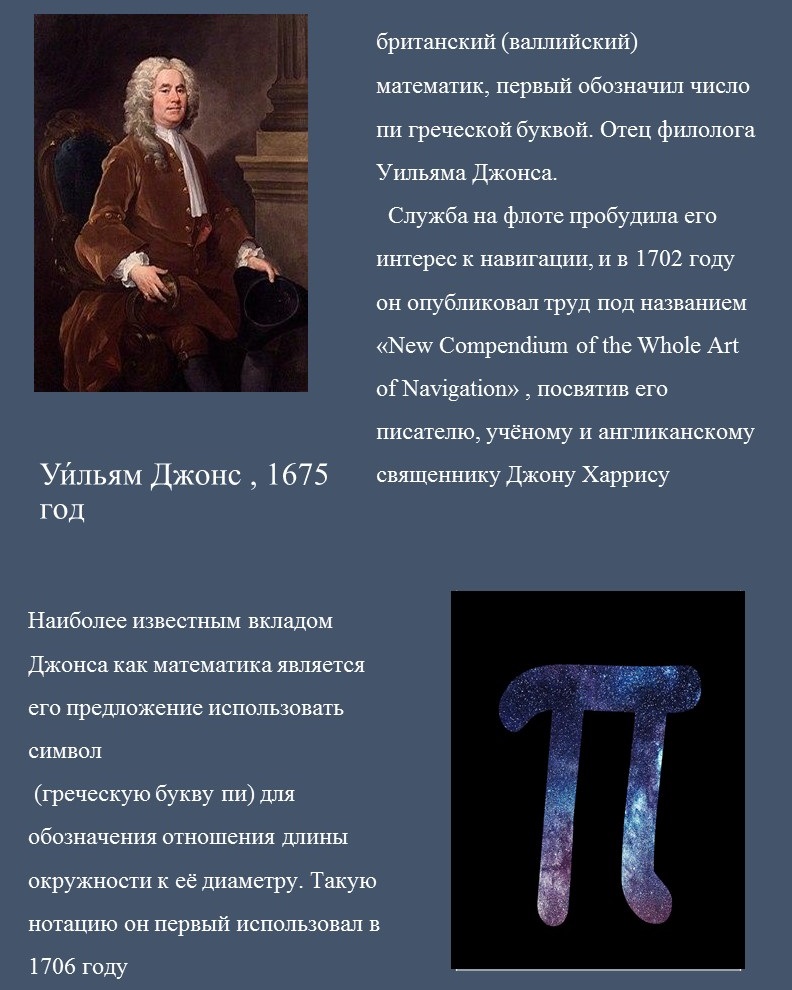 британский (валлийский)
математик, первый обозначил число
пи греческой буквой. Отец филолога
Уильяма Джонса.
Служба на флоте пробудила его
интерес к навигации, и в 1702 году
он опубликовал труд под названием
«New Compendium of the Whole Art
of Navigation» , посвятив его
писателю, учёному и англиканскому
священнику Джону Харрису
Уи́льям Джонс , 1675
год
Наиболее известным вкладом
Джонса как математика является
его предложение использовать
символ
(греческую букву пи) для
обозначения отношения длины
окружности к её диаметру. Такую
нотацию он первый использовал в
1706 году
π